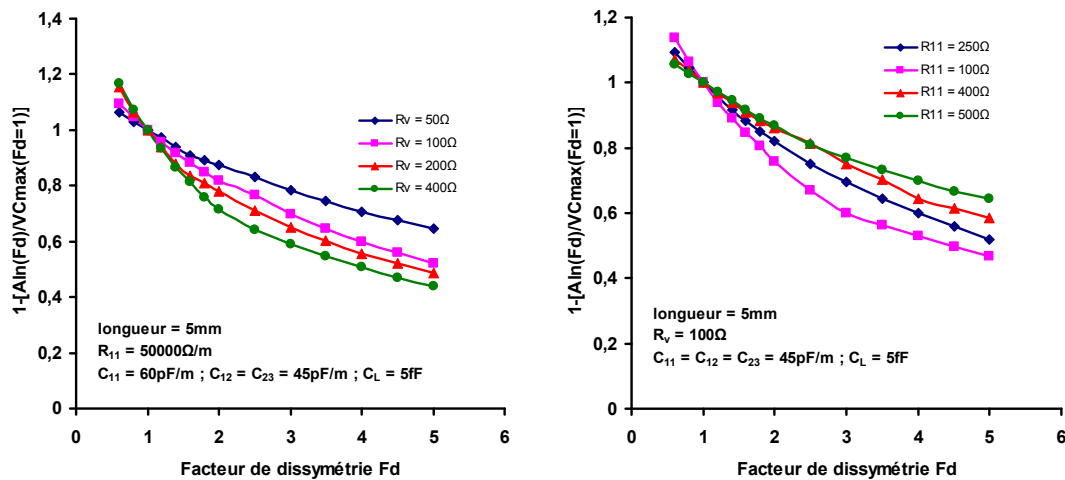 1-[Aln(Fd)/VCmax(Fd=1)]
1,4
1,2
1
0,8
0,6
0,4
0,2
0
0 1 2 3 4 5 6
Rv = 50Ω
Rv = 100Ω
Rv = 200Ω
Rv = 400Ω
longueur = 5mm
R11 = 50000Ω/m
C11 = 60pF/m ; C12 = C23 = 45pF/m ; CL = 5fF
Facteur de dissymétrie Fd
1-[Aln(Fd)/VCmax(Fd=1)]
1,2
1
0,8
0,6
0,4
0,2
0
0 1 2 3 4 5 6
R11 = 250Ω
R11 = 100Ω
R11 = 400Ω
R11 = 500Ω
longueur = 5mm
Rv = 100Ω
C11 = C12 = C23 = 45pF/m ; CL = 5fF
Facteur de dissymétrie Fd